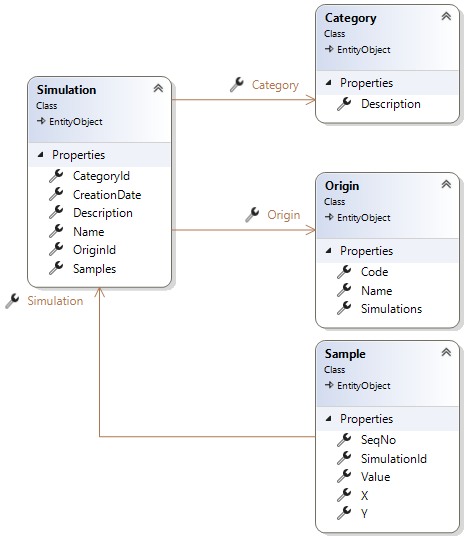 Simulation
Class
EntityObject
Properties
CategoryId
CreationDate
Description
Name
OriginId
Samples
Category
Category
Class
EntityObject
Properties
Description
Origin
Origin
Class
EntityObject
Properties
Code
Name
Simulations
Simulation
Sample
Class
EntityObject
Properties
SeqNo
SimulationId
Value
X
Y